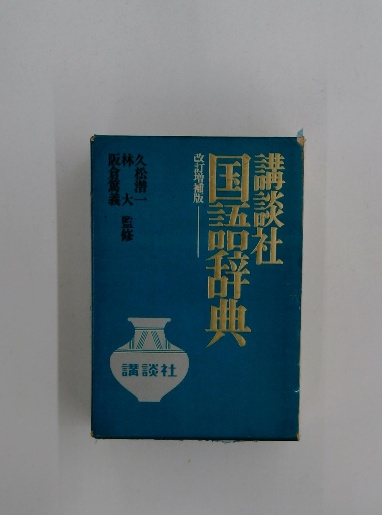 講談社
国語辞典
改訂増補版
久松潜一
林大
阪倉篤義
監修
講談社